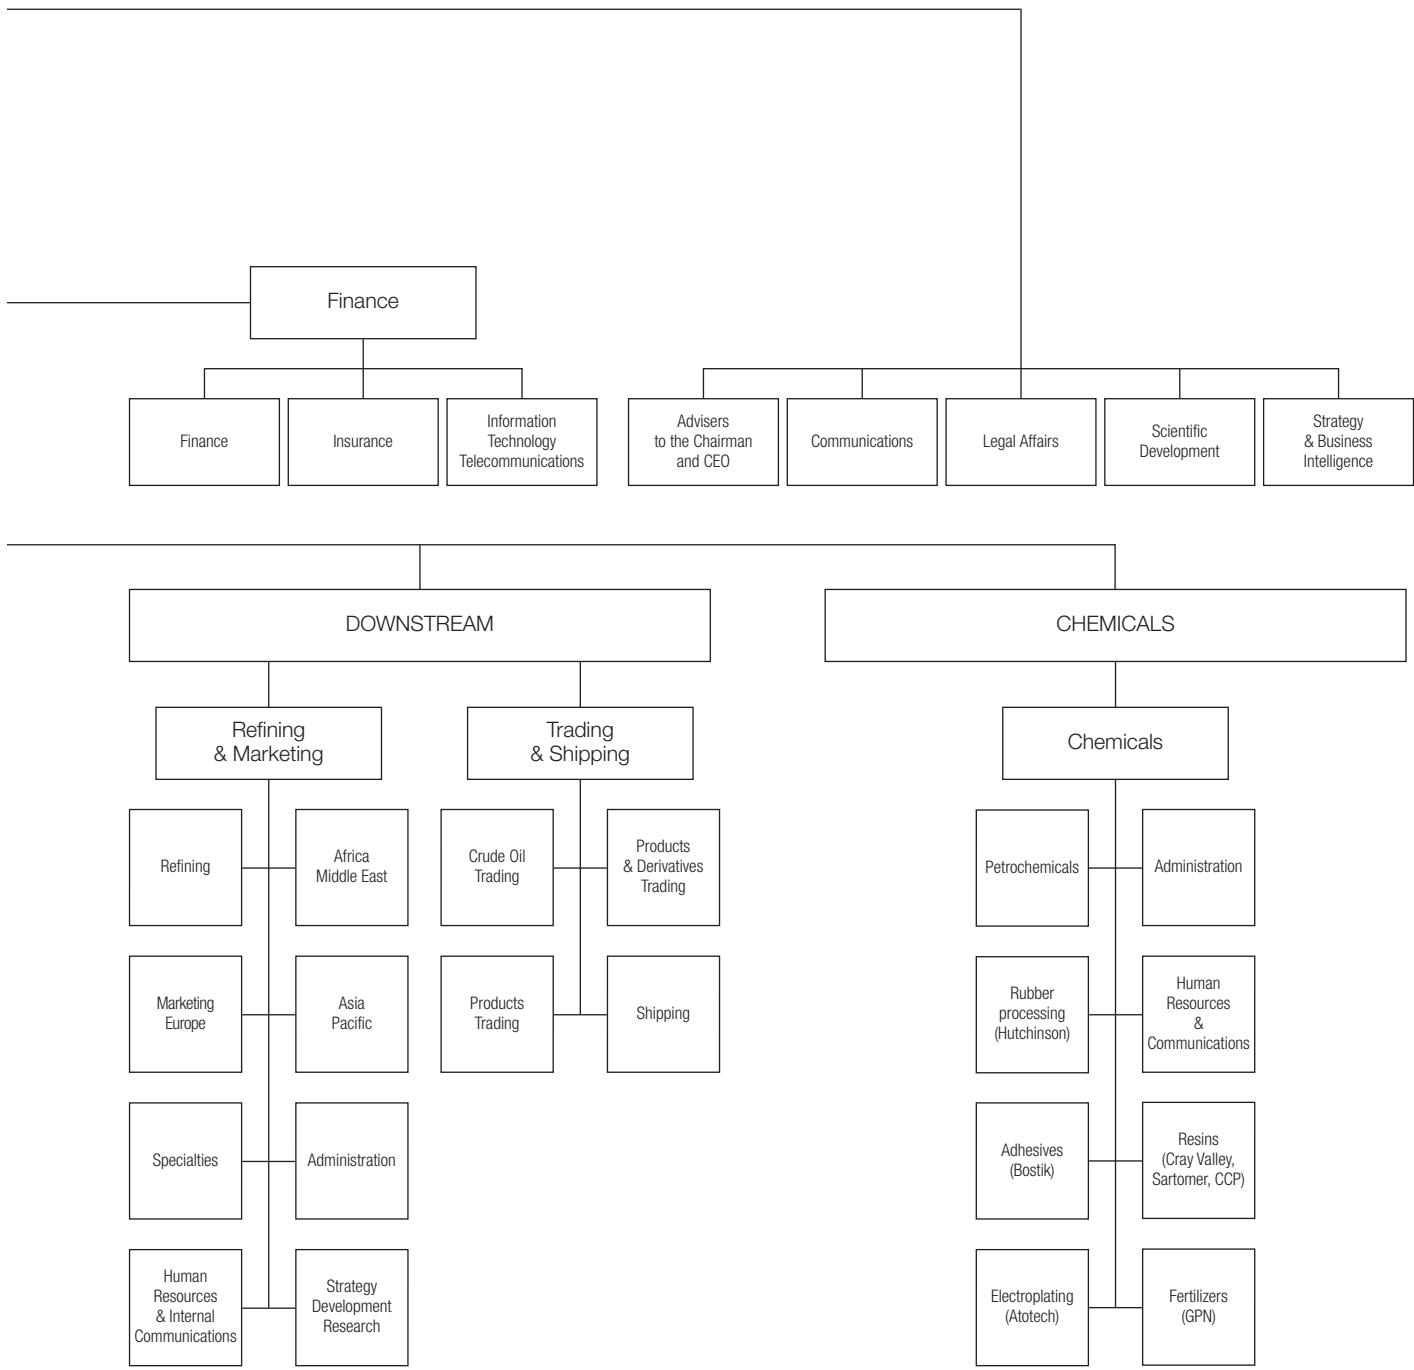 Finance
Finance
Insurance
Information
Technology
Telecommunications
Advisers
to the Chairman
and CEO
Communications
Legal Affairs
Scientific
Development
Strategy
& Business
Intelligence
DOWNSTREAM
CHEMICALS
Refining
& Marketing
Trading
& Shipping
Chemicals
Refining
Africa
Middle East
Crude Oil
Trading
Products
& Derivatives
Trading
Petrochemicals
Administration
Marketing
Europe
Asia
Pacific
Products
Trading
Shipping
Rubber
processing
(Hutchinson)
Human
Resources
&
Communications
Specialties
Administration
Adhesives
(Bostik)
Resins
(Cray Valley,
Sartomer, CCP)
Human
Resources
& Internal
Communications
Strategy
Development
Research
Electroplating
(Atotech)
Fertilizers
(GPN)